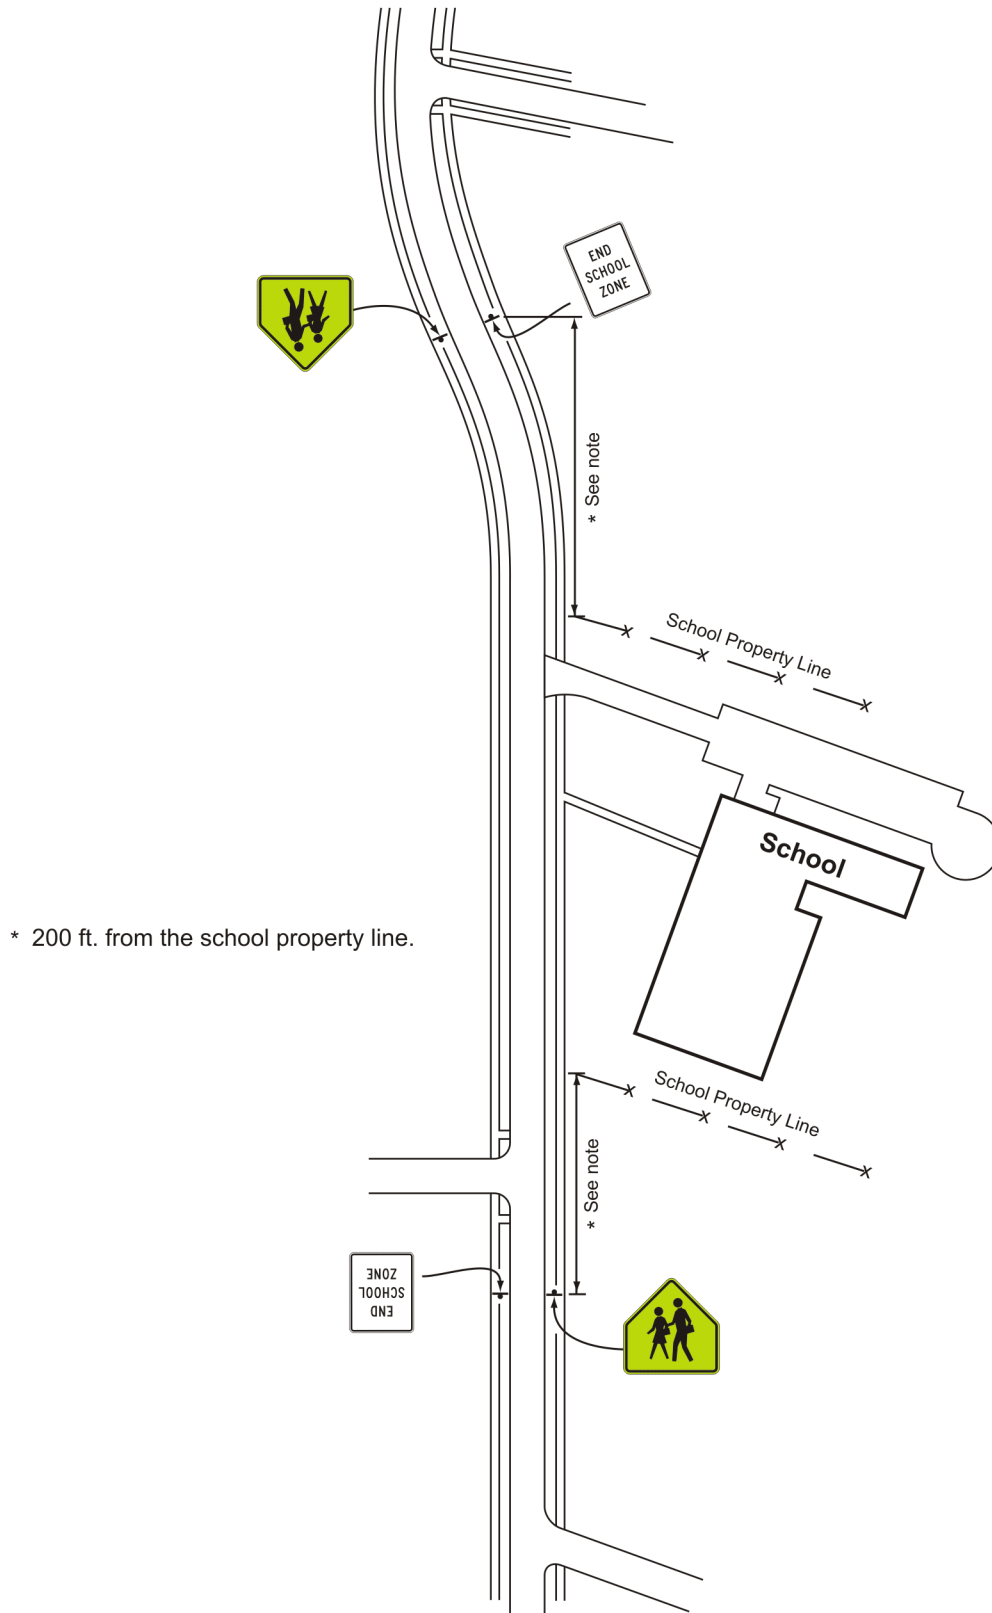 END
SCHOOL
ZONE
* See note
School Property Line
School
* 200 ft. from the school property line.
School Property Line
* See note
END
SCHOOL
ZONE